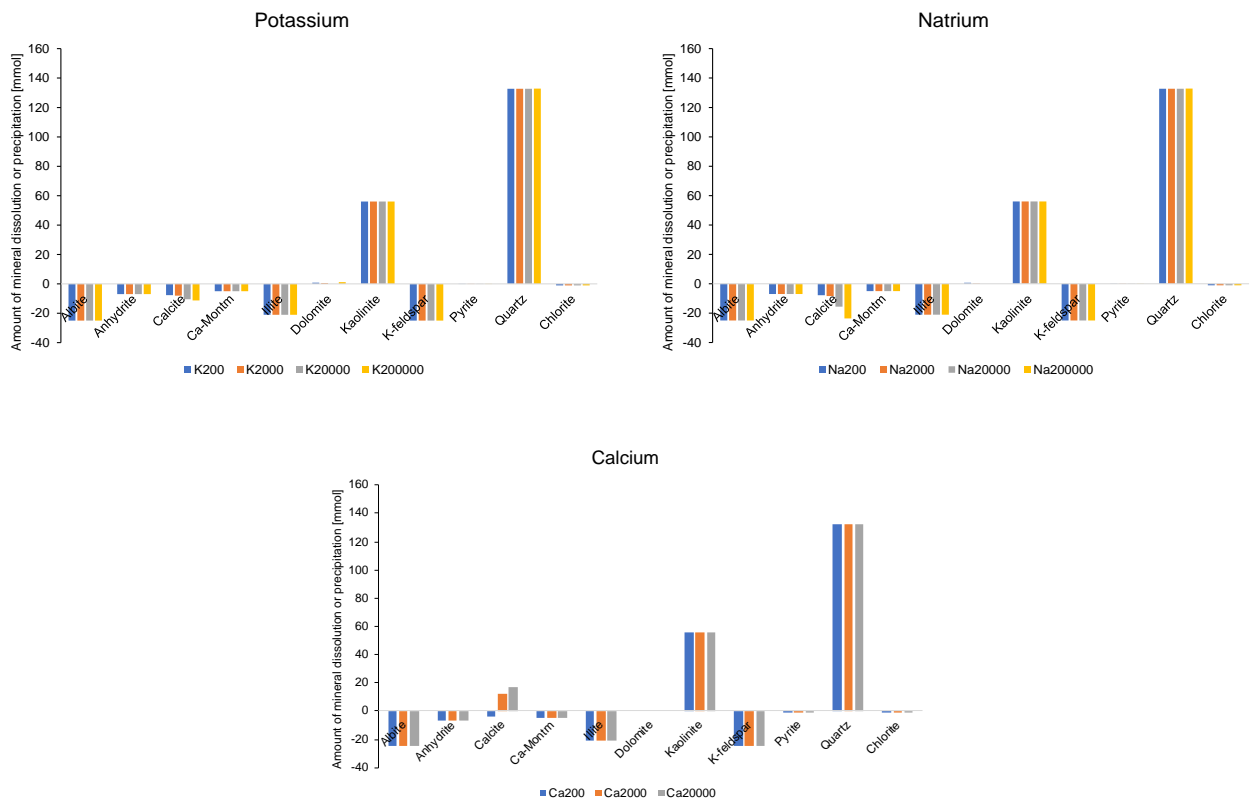 Potassium
Amount of mineral dissolution or precipitation [mmol]
160
140
120
100
80
60
40
20
0
-20
-40
Albite
Anhydrite
Calcite
Ca-Montm
Illite
Dolomite
Kaolinite
K-feldspar
Pyrite
Quartz
Chlorite
K200 K2000 K20000 K200000
Natrium
Amount of mineral dissolution or precipitation [mmol]
160
140
120
100
80
60
40
20
0
-20
-40
Albite
Anhydrite
Calcite
Ca-Montm
Illite
Dolomite
Kaolinite
K-feldspar
Pyrite
Quartz
Chlorite
Na200 Na2000 Na20000 Na200000
Calcium
Amount of mineral dissolution or precipitation [mmol]
160
140
120
100
80
60
40
20
0
-20
-40
Albite
Anhydrite
Calcite
Ca-Montm
Illite
Dolomite
Kaolinite
K-feldspar
Pyrite
Quartz
Chlorite
Ca200 Ca2000 Ca20000